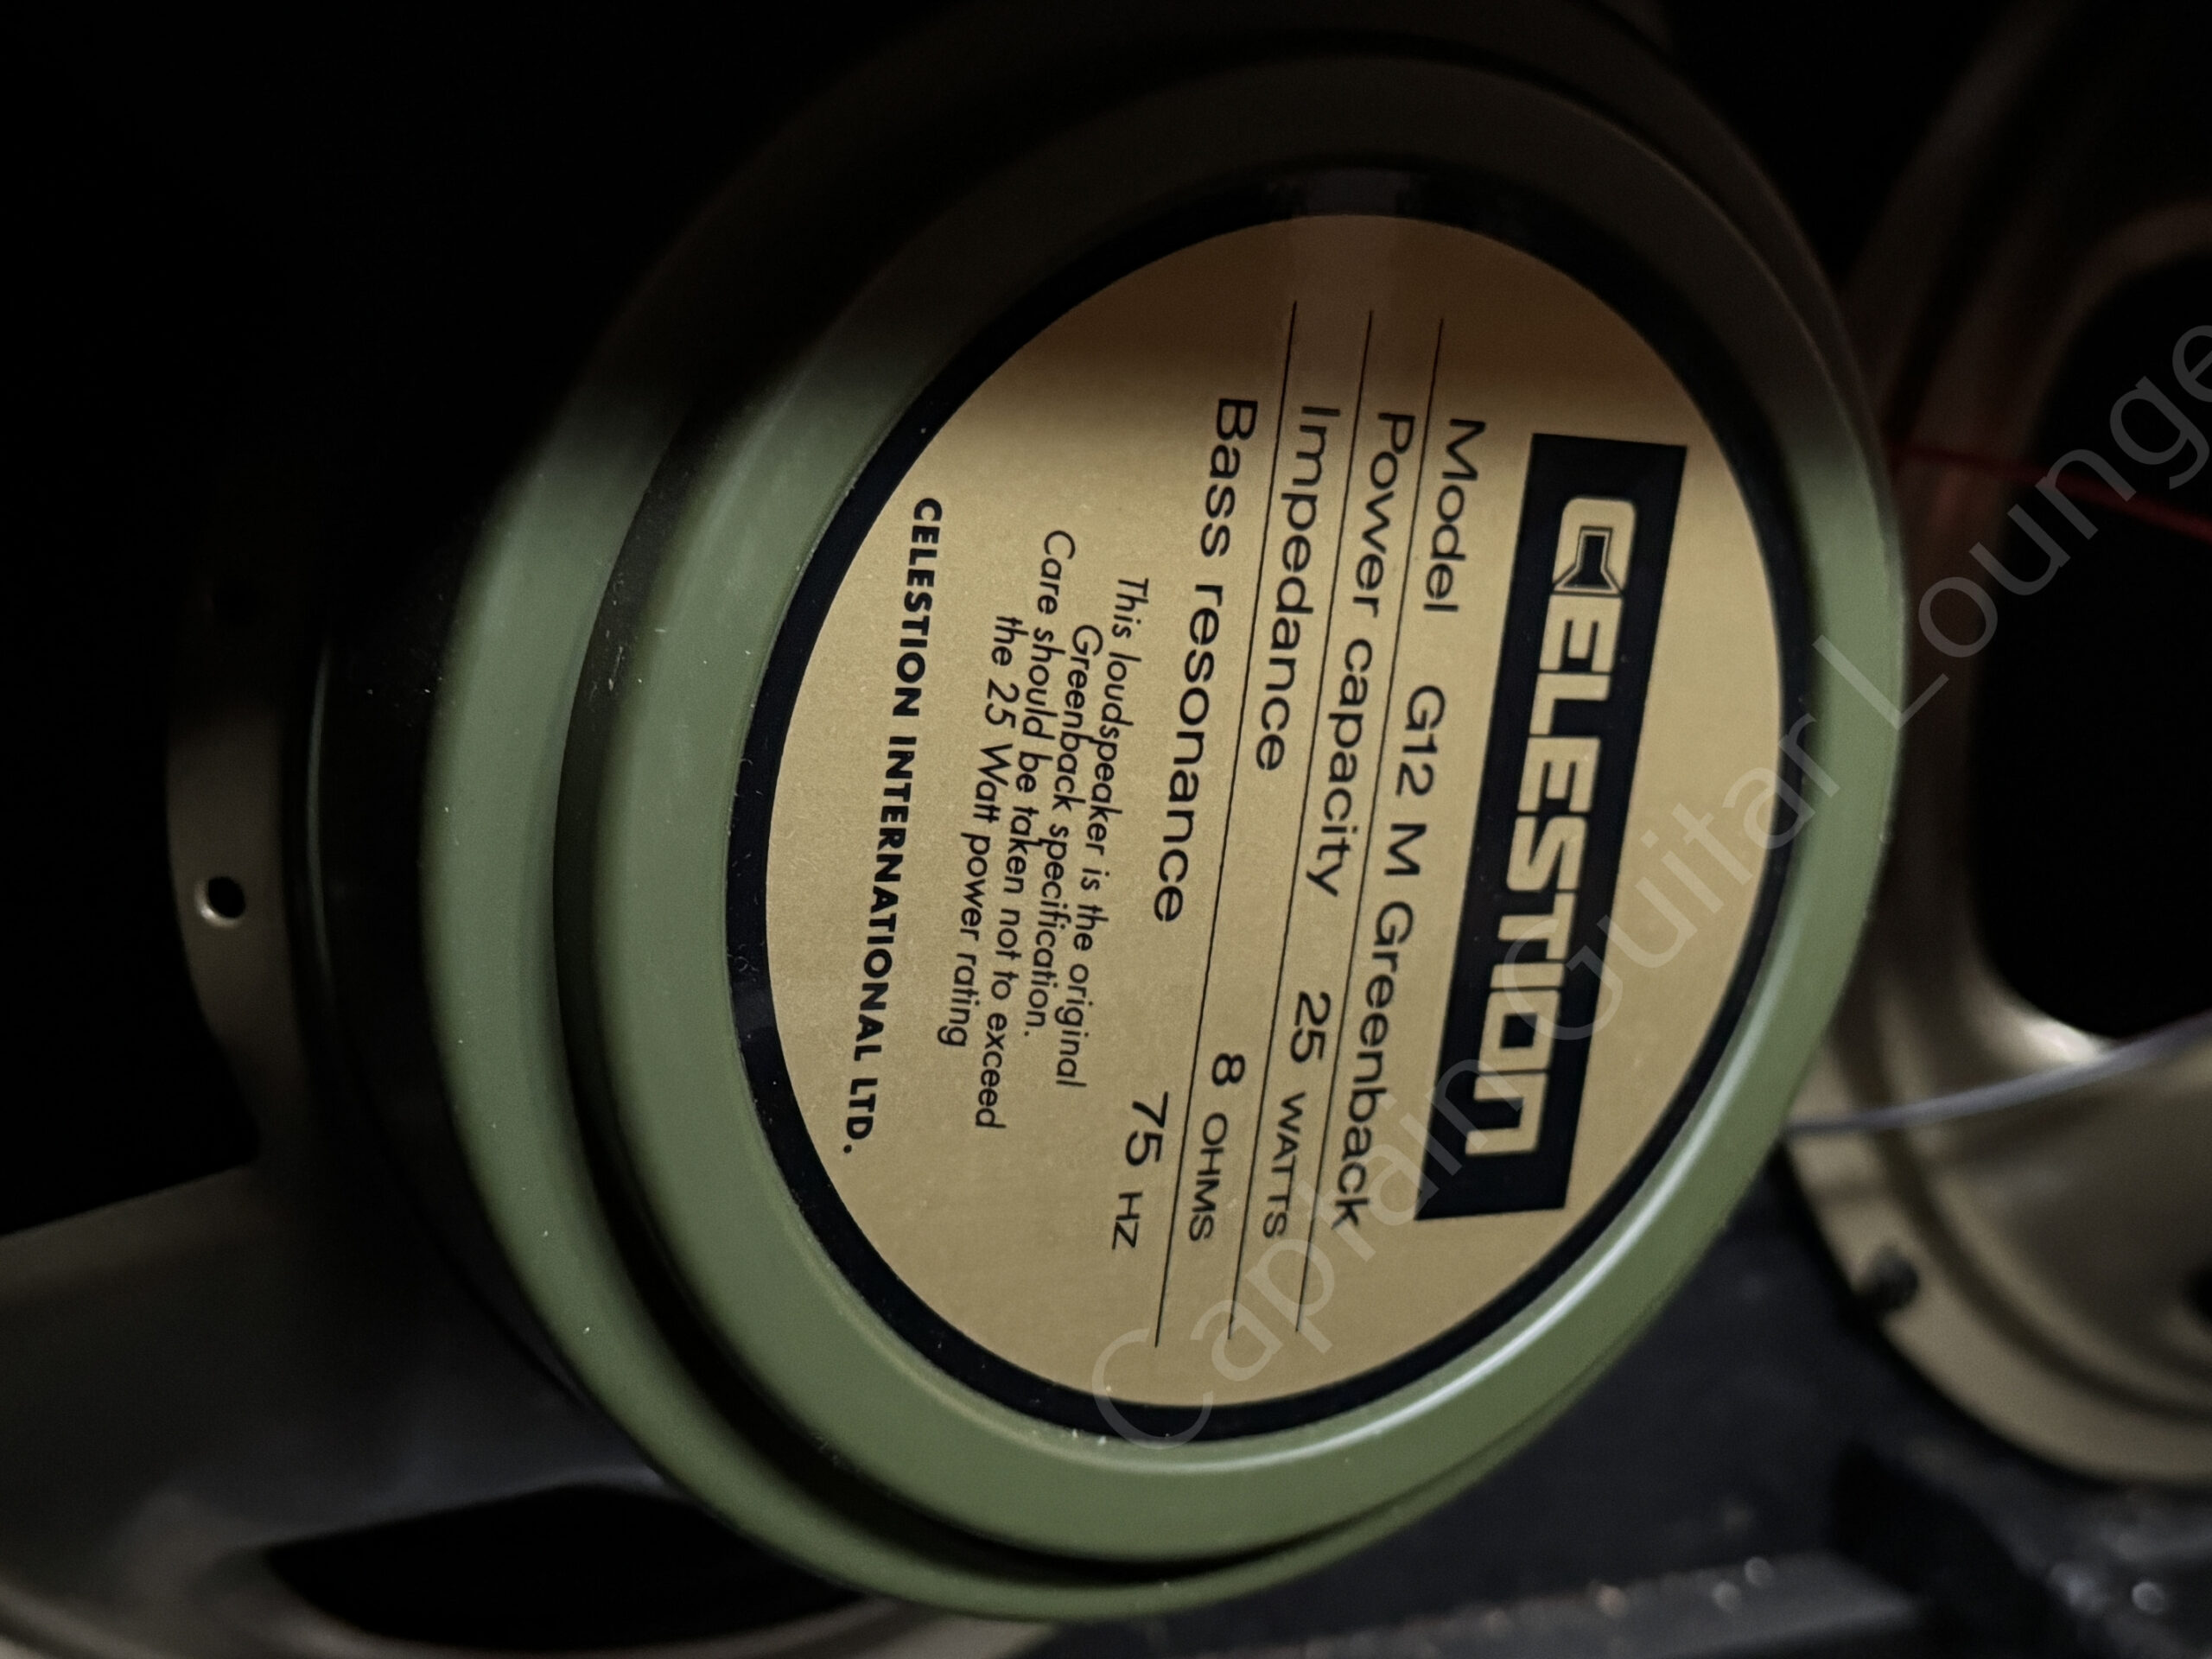 CELESTION
Model G12 M Greenback
Power capacity 25 WATTS
Impedance 8 OHMS
Bass resonance 75 HZ
This loudspeaker is the original
Greenback specification.
Care should be taken not to exceed
the 25 Watt power rating
CELESTION INTERNATIONAL LTD.
Captain Guitar Lounge